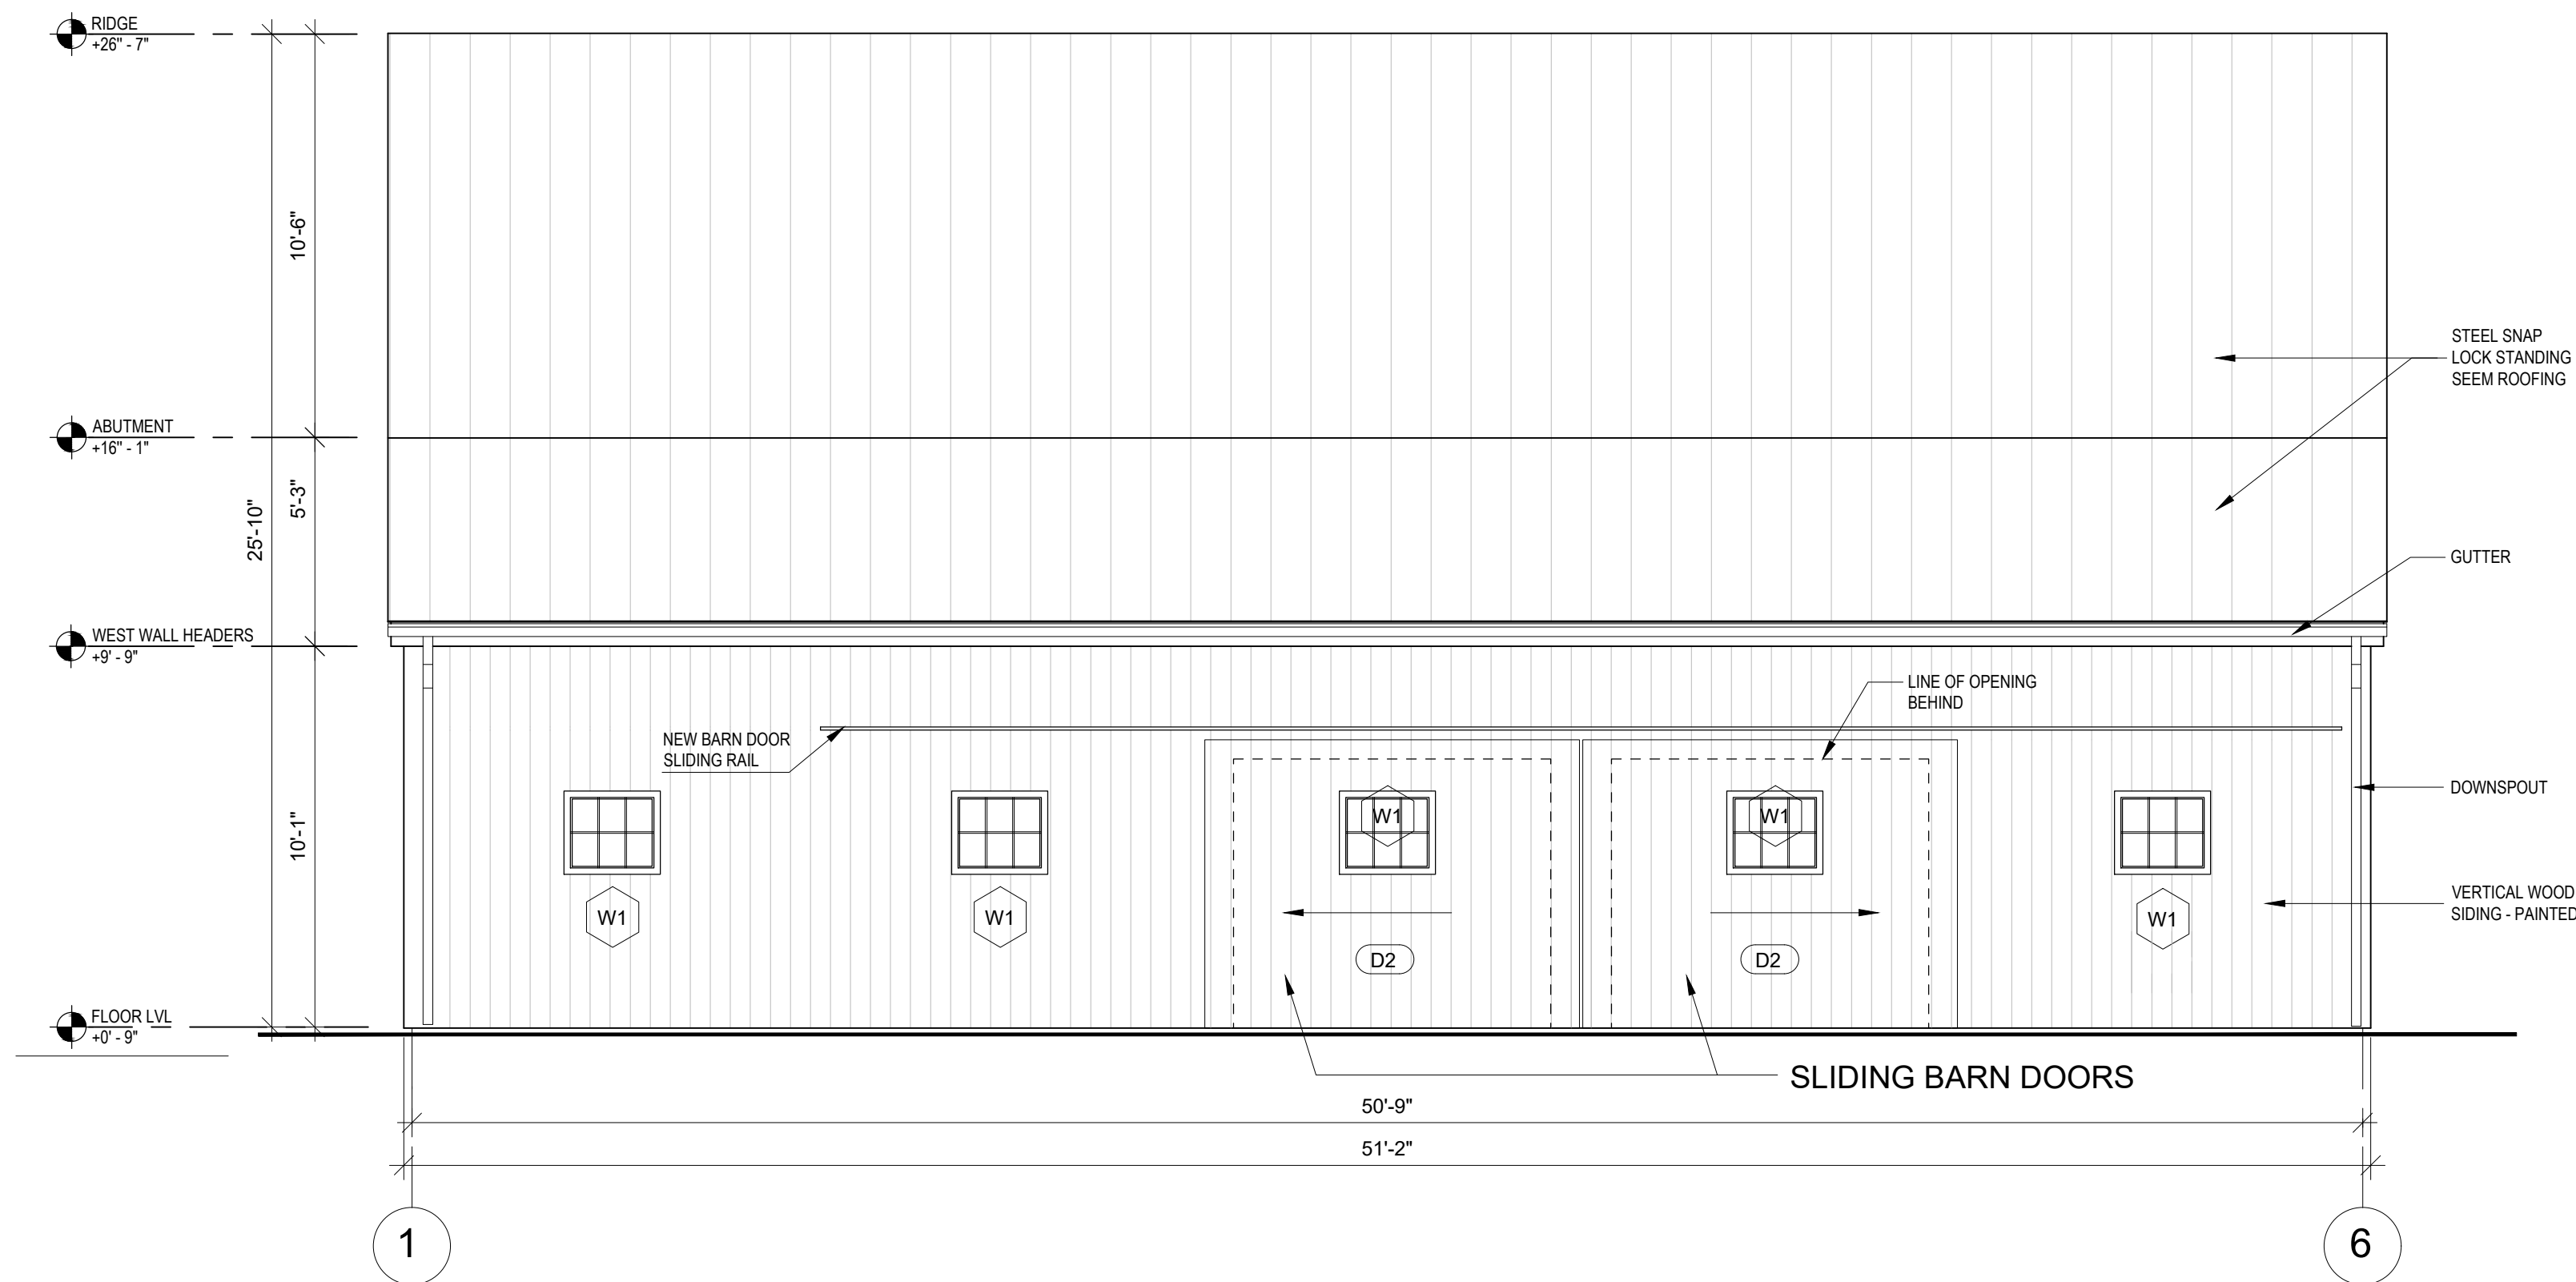 RIDGE
+26" - 7"
10'-6"
STEEL SNAP
LOCK STANDING
SEEM ROOFING
ABUTMENT
+16" - 1"
5'-3"
25'-10"
GUTTER
WEST WALL HEADERS
+9' - 9"
LINE OF OPENING
BEHIND
NEW BARN DOOR
SLIDING RAIL
DOWNSPOUT
10'-1"
W1
W1
VERTICAL WOOD
SIDING - PAINTED
W1
W1
W1
D2
D2
FLOOR LVL
+0' - 9"
SLIDING BARN DOORS
50'-9"
51'-2"
1
6